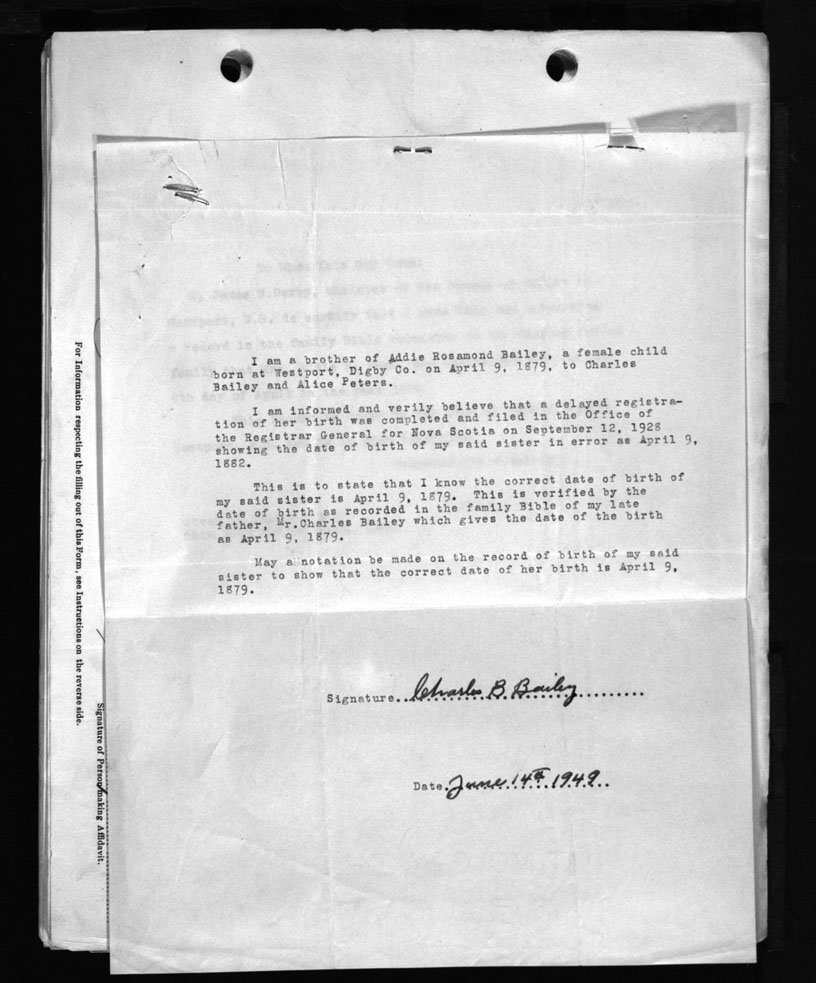 I am a brother of Addie Rosamond Bailey, a female child
born at Westport, Digby Co. on April 9, 1879, to Charles
Bailey and Alice Peters.
I am informed and verily believe that a delayed registra-
tion of her birth was completed and filed in the Office of
the Registrar General for Nova Scotia on September 12, 1928
showing the date of birth of my said sister in error as April 9,
1882.
This is to state that I know the correct date of birth of
my said sister is April 9, 1879. This is verified by the
date of birth as recorded in the family Bible of my late
father, Mr.Charles Bailey which gives the date of the birth
as April 9, 1879.
May a notation be made on the record of birth of my said
sister to show that the correct date of her birth is April 9,
1879.
Signature..Charles B Bailey.........
Date.June 14th 1949..
For Information respecting the filling out of this Form, see Instructions on the reverse side.
Signature of Person making Affidavit.